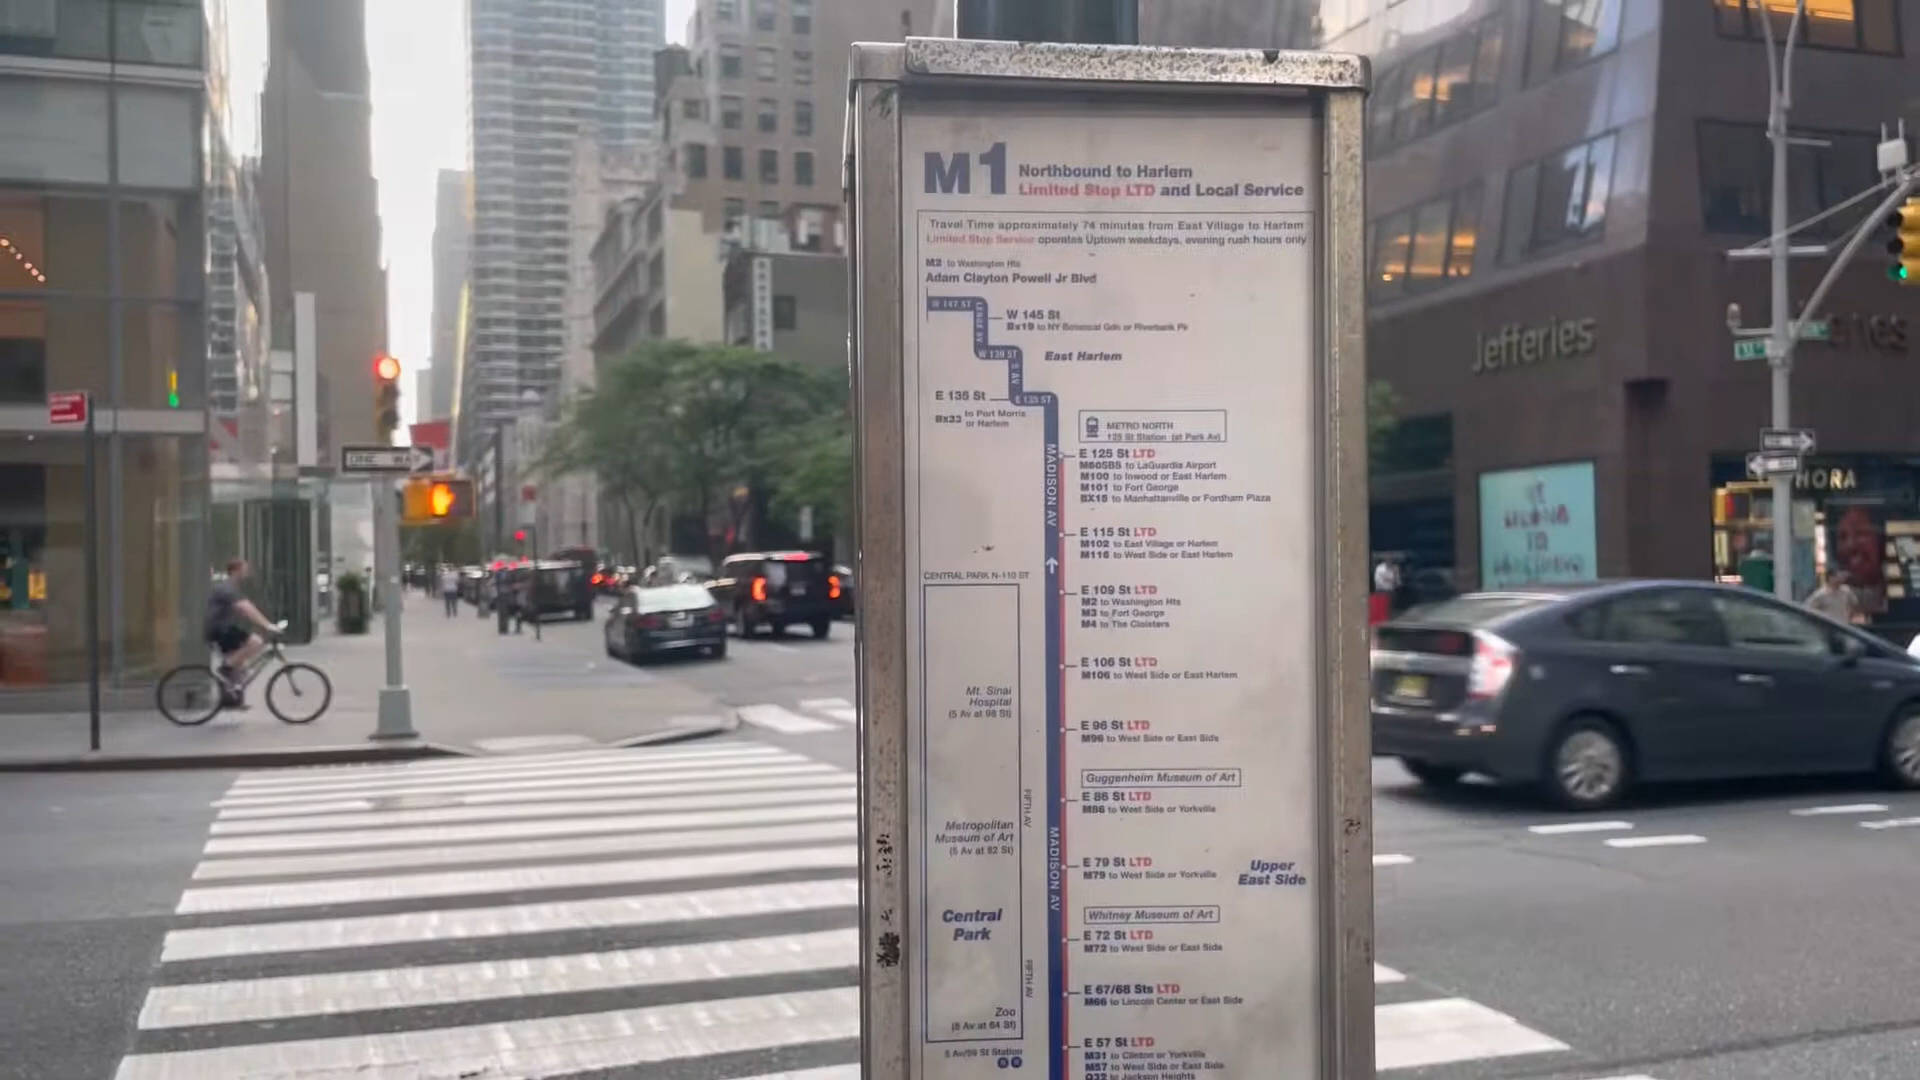 M1
Northbound to Harlem
Limited Stop LTD and Local Service
Travel Time approximately 74 minutes from East Village to Harlem
Limited Stop Service operates Uptown weekdays, evening rush hours only
M2 to Washington Hts
Adam Clayton Powell Jr Blvd
W 147 ST
LENOX AV
W 145 St
Bx19 to NY Botanical Gdn or Riverbank Pk
W 139 ST
5 AV
East Harlem
E 135 St
E 135 ST
Bx33 to Port Morris
or Harlem
METRO NORTH
125 St Station (at Park Av)
MADISON AV
E 125 St LTD
M60SBS to LaGuardia Airport
M100 to Inwood or East Harlem
M101 to Fort George
BX15 to Manhattanville or Fordham Plaza
E 115 St LTD
M102 to East Village or Harlem
M116 to West Side or East Harlem
CENTRAL PARK N-110 ST
E 109 St LTD
M2 to Washington Hts
M3 to Fort George
M4 to The Cloisters
E 106 St LTD
M106 to West Side or East Harlem
Mt. Sinai
Hospital
(5 Av at 98 St)
E 96 St LTD
M96 to West Side or East Side
Guggenheim Museum of Art
E 86 St LTD
M86 to West Side or Yorkville
FIFTH AV
Metropolitan
Museum of Art
(5 Av at 82 St)
MADISON AV
E 79 St LTD
M79 to West Side or Yorkville
Upper
East Side
Central
Park
Whitney Museum of Art
E 72 St LTD
M72 to West Side or East Side
FIFTH AV
E 67/68 Sts LTD
M66 to Lincoln Center or East Side
Zoo
(5 Av at 64 St)
5 Av/59 St Station
E 57 St LTD
M31 to Clinton or Yorkville
M57 to West Side or East Side
Q32 to Jackson Heights
ONE WAY
Jefferies
HORA